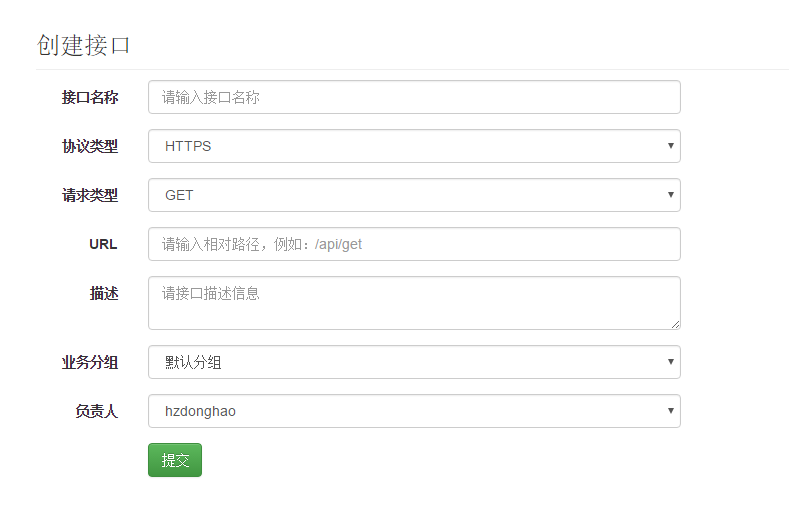 创建接口
接口名称 请输入接口名称
协议类型 HTTPS
请求类型 GET
URL 请输入相对路径，例如：/api/get
描述 请接口描述信息
业务分组 默认分组
负责人 hzdonghao
提交